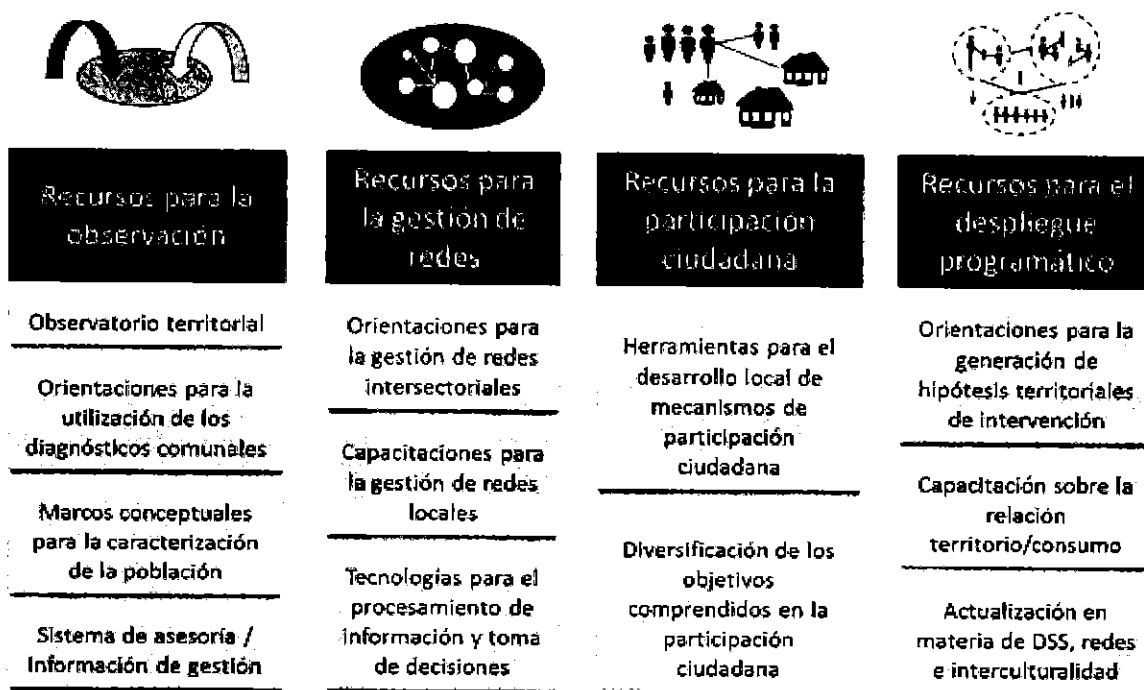 Recursos para la
observación
Observatorio territorial
Orientaciones para la
utilización de los
diagnósticos comunales
Marcos conceptuales
para la caracterización
de la población
Sistema de asesoría /
Información de gestión
Recursos para
la gestión de
redes
Orientaciones para
la gestión de redes
intersectoriales
Capacitaciones para
la gestión de redes
locales
Tecnologías para el
procesamiento de
información y toma
de decisiones
Recursos para la
participación
ciudadana
Herramientas para el
desarrollo local de
mecanismos de
participación
ciudadana
Diversificación de los
objetivos
comprendidos en la
participación
ciudadana
Recursos para el
despliegue
programático
Orientaciones para la
generación de
hipótesis territoriales
de intervención
Capacitación sobre la
relación
territorio/consumo
Actualización en
materia de DSS, redes
e interculturalidad